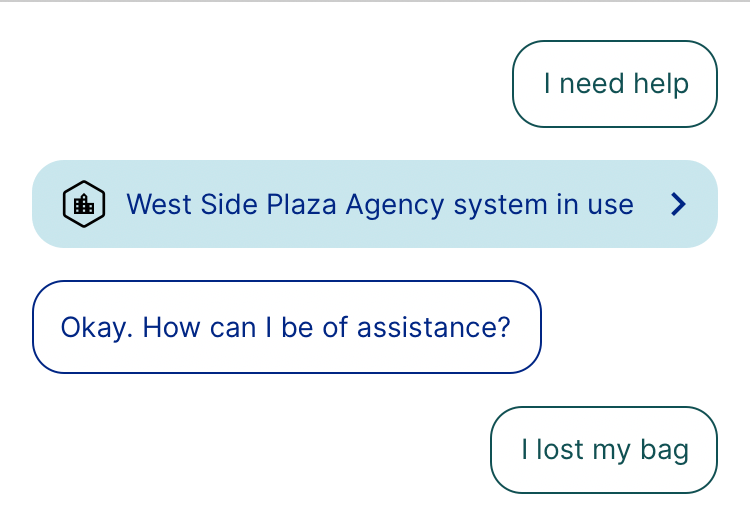 I need help
West Side Plaza Agency system in use
Okay. How can I be of assistance?
I lost my bag